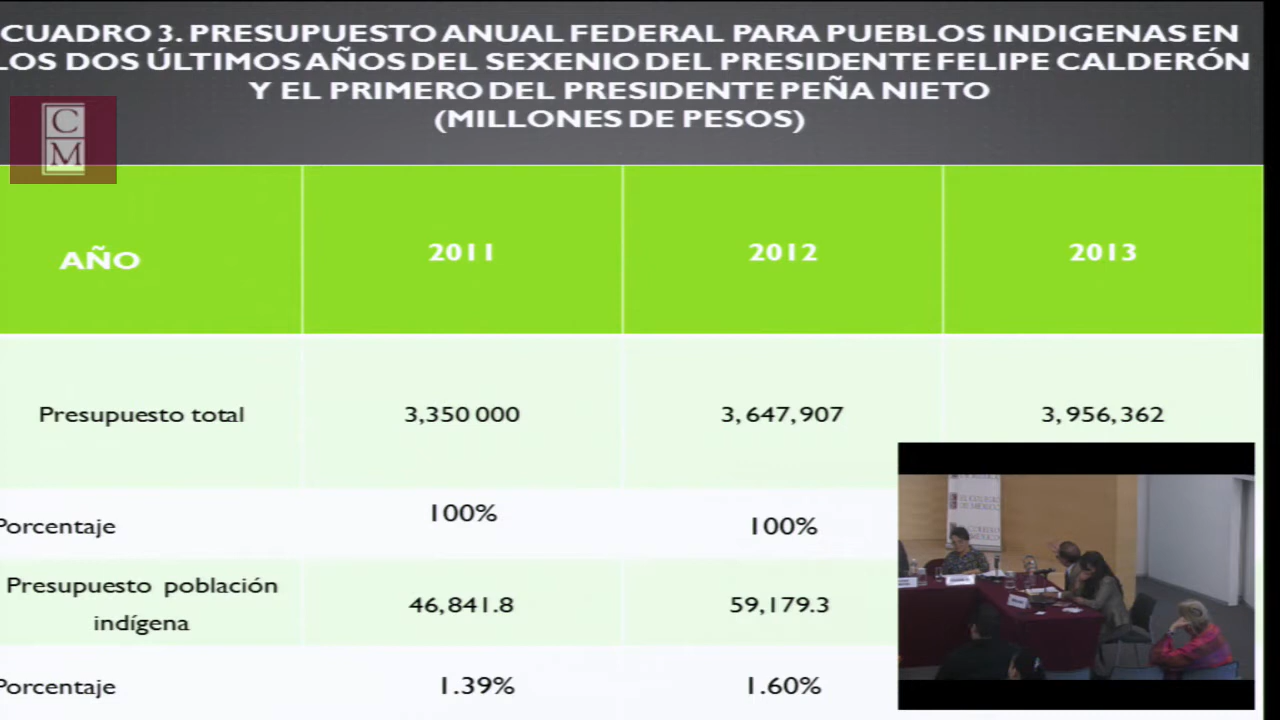 CUADRO 3. PRESUPUESTO ANUAL FEDERAL PARA PUEBLOS INDIGENAS EN
LOS DOS ÚLTIMOS AÑOS DEL SEXENIO DEL PRESIDENTE FELIPE CALDERÓN
Y EL PRIMERO DEL PRESIDENTE PEÑA NIETO
(MILLONES DE PESOS)
C
M
AÑO 2011 2012 2013
Presupuesto total 3,350 000 3, 647, 907 3, 956, 362
Porcentaje 100% 100%
Presupuesto población
indígena 46, 841.8 59,179.3
Porcentaje 1.39% 1.60%